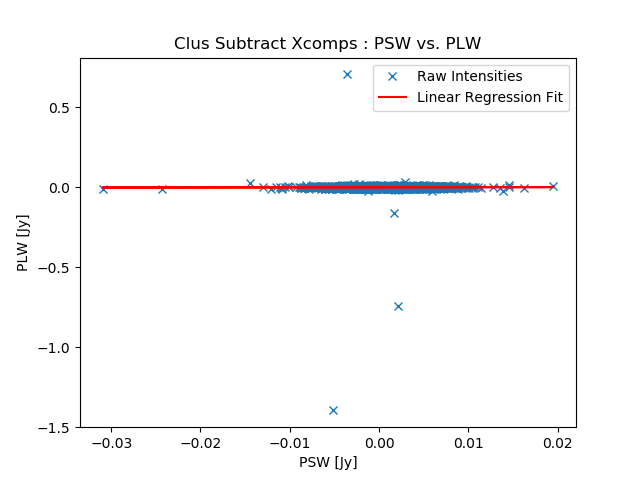 Clus Subtract Xcomps : PSW vs. PLW
Raw Intensities
Linear Regression Fit
0.5
0.0
−0.5
−1.0
−1.5
PLW [Jy]
−0.03
−0.02
−0.01
0.00
0.01
0.02
PSW [Jy]